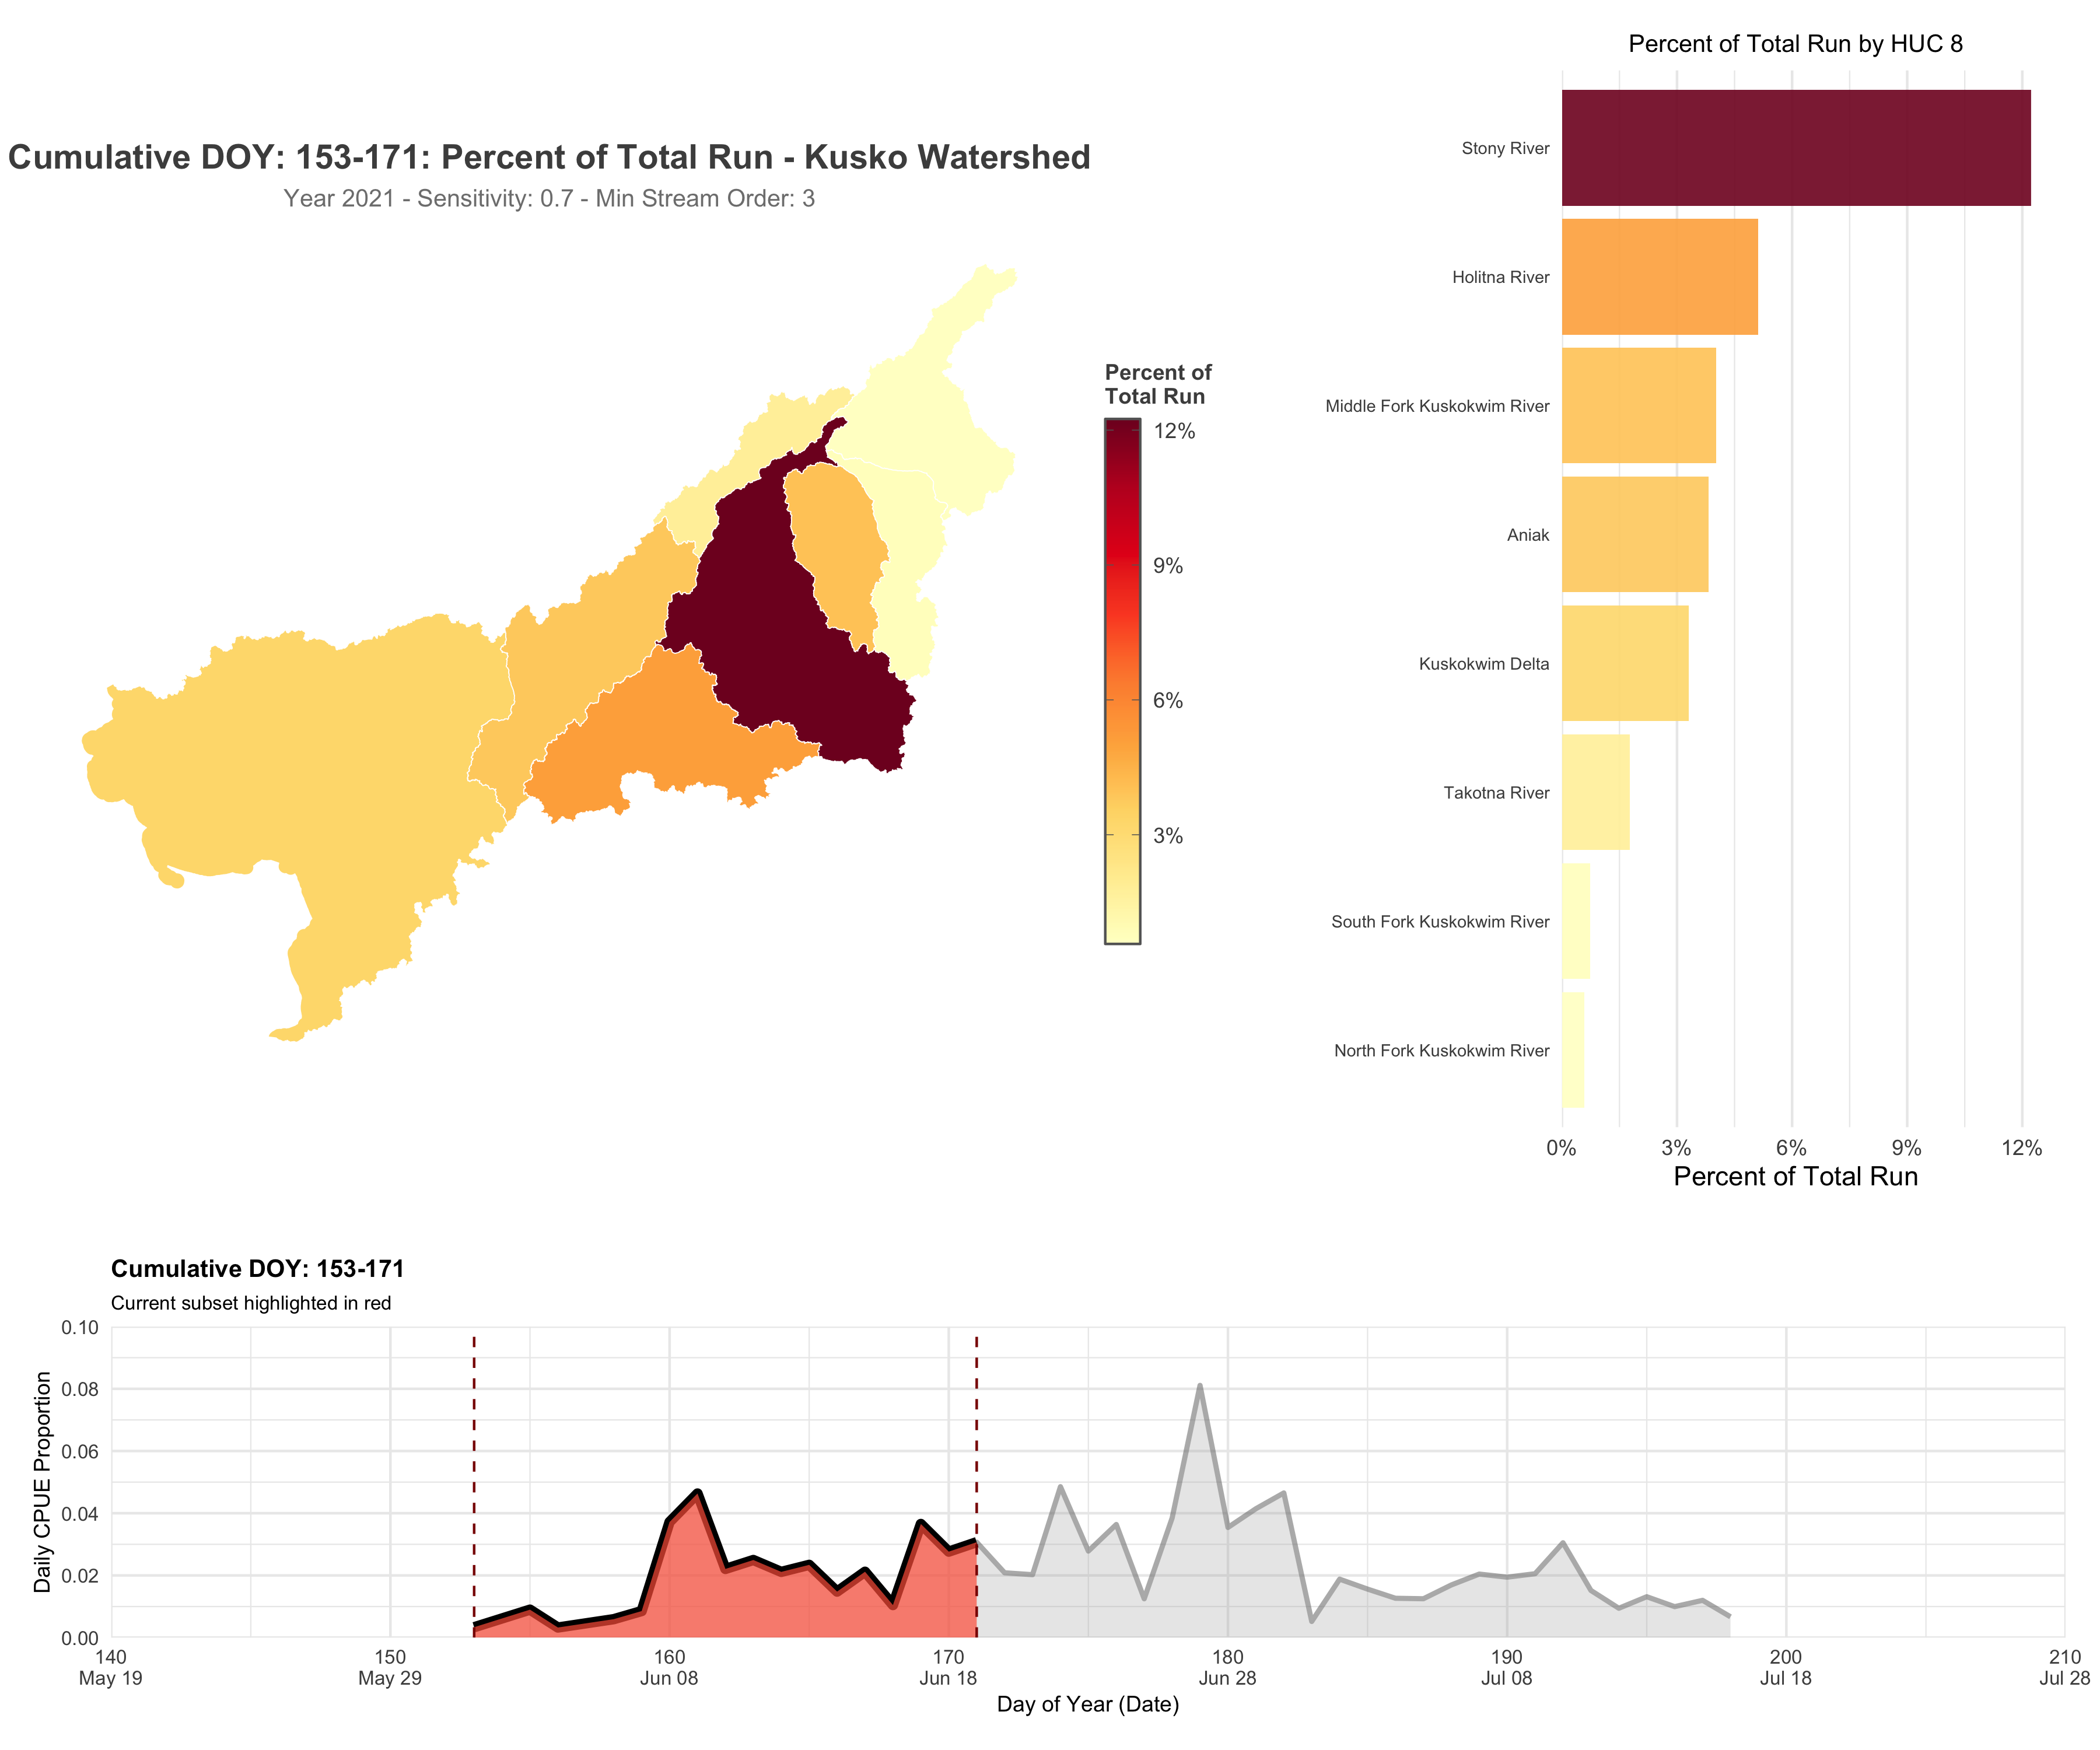 Percent of Total Run by HUC 8
Cumulative DOY: 153-171: Percent of Total Run - Kusko Watershed
Year 2021 - Sensitivity: 0.7 - Min Stream Order: 3
Percent of
Total Run
12%
9%
6%
3%
Stony River
Holitna River
Middle Fork Kuskokwim River
Aniak
Kuskokwim Delta
Takotna River
South Fork Kuskokwim River
North Fork Kuskokwim River
0% 3% 6% 9% 12%
Percent of Total Run
Cumulative DOY: 153-171
Current subset highlighted in red
Daily CPUE Proportion
0.10
0.08
0.06
0.04
0.02
0.00
140 150 160 170 180 190 200 210
May 19 May 29 Jun 08 Jun 18 Jun 28 Jul 08 Jul 18 Jul 28
Day of Year (Date)